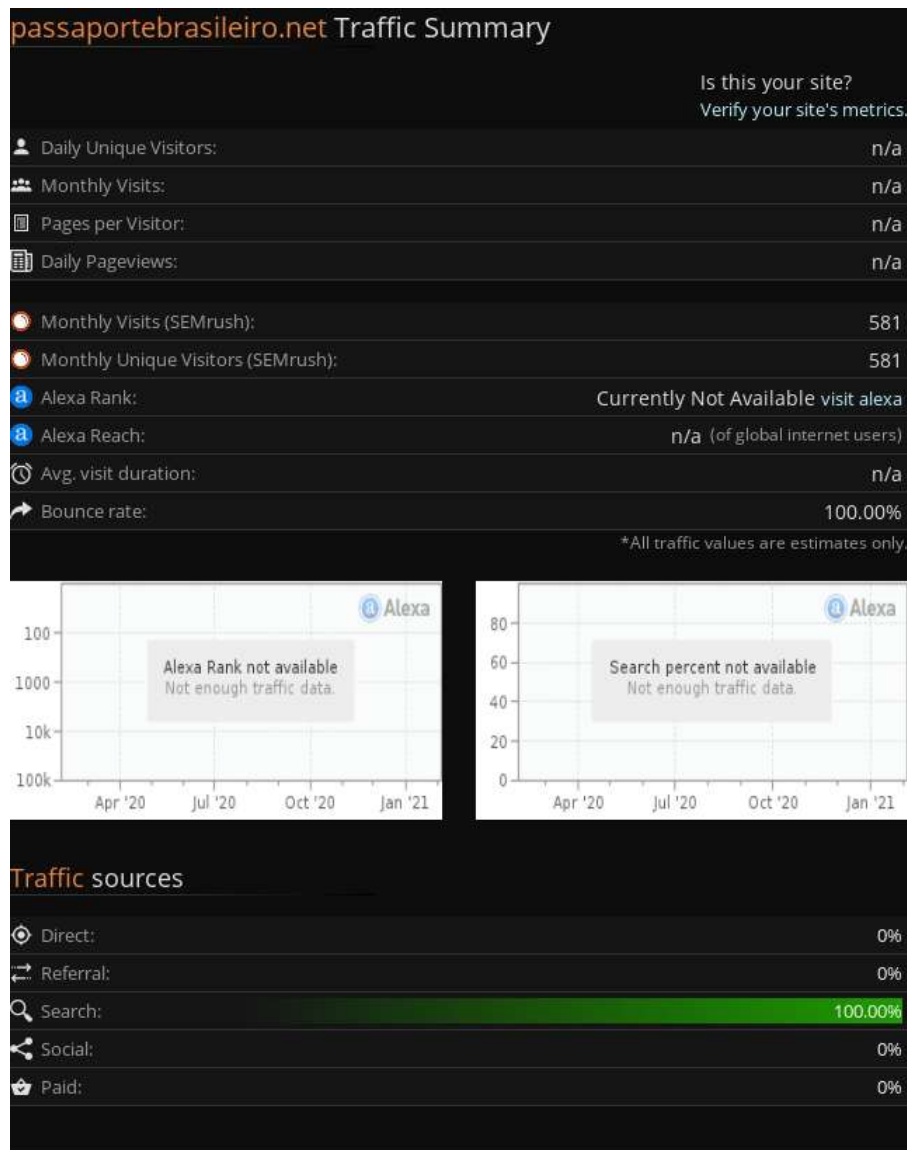 passaportebrasileiro.net Traffic Summary
Is this your site?
Verify your site's metrics.
Daily Unique Visitors: n/a
Monthly Visits: n/a
Pages per Visitor: n/a
Daily Pageviews: n/a
Monthly Visits (SEMrush): 581
Monthly Unique Visitors (SEMrush): 581
a Alexa Rank: Currently Not Available visit alexa
a Alexa Reach: n/a (of global internet users)
Avg. visit duration: n/a
Bounce rate: 100.00%
*All traffic values are estimates only.
a Alexa
100
1000
10k
100k
Alexa Rank not available
Not enough traffic data.
Apr '20 Jul '20 Oct '20 Jan '21
a Alexa
80
60
40
20
0
Search percent not available
Not enough traffic data.
Apr '20 Jul '20 Oct '20 Jan '21
Traffic sources
Direct: 0%
Referral: 0%
Search: 100.00%
Social: 0%
Paid: 0%